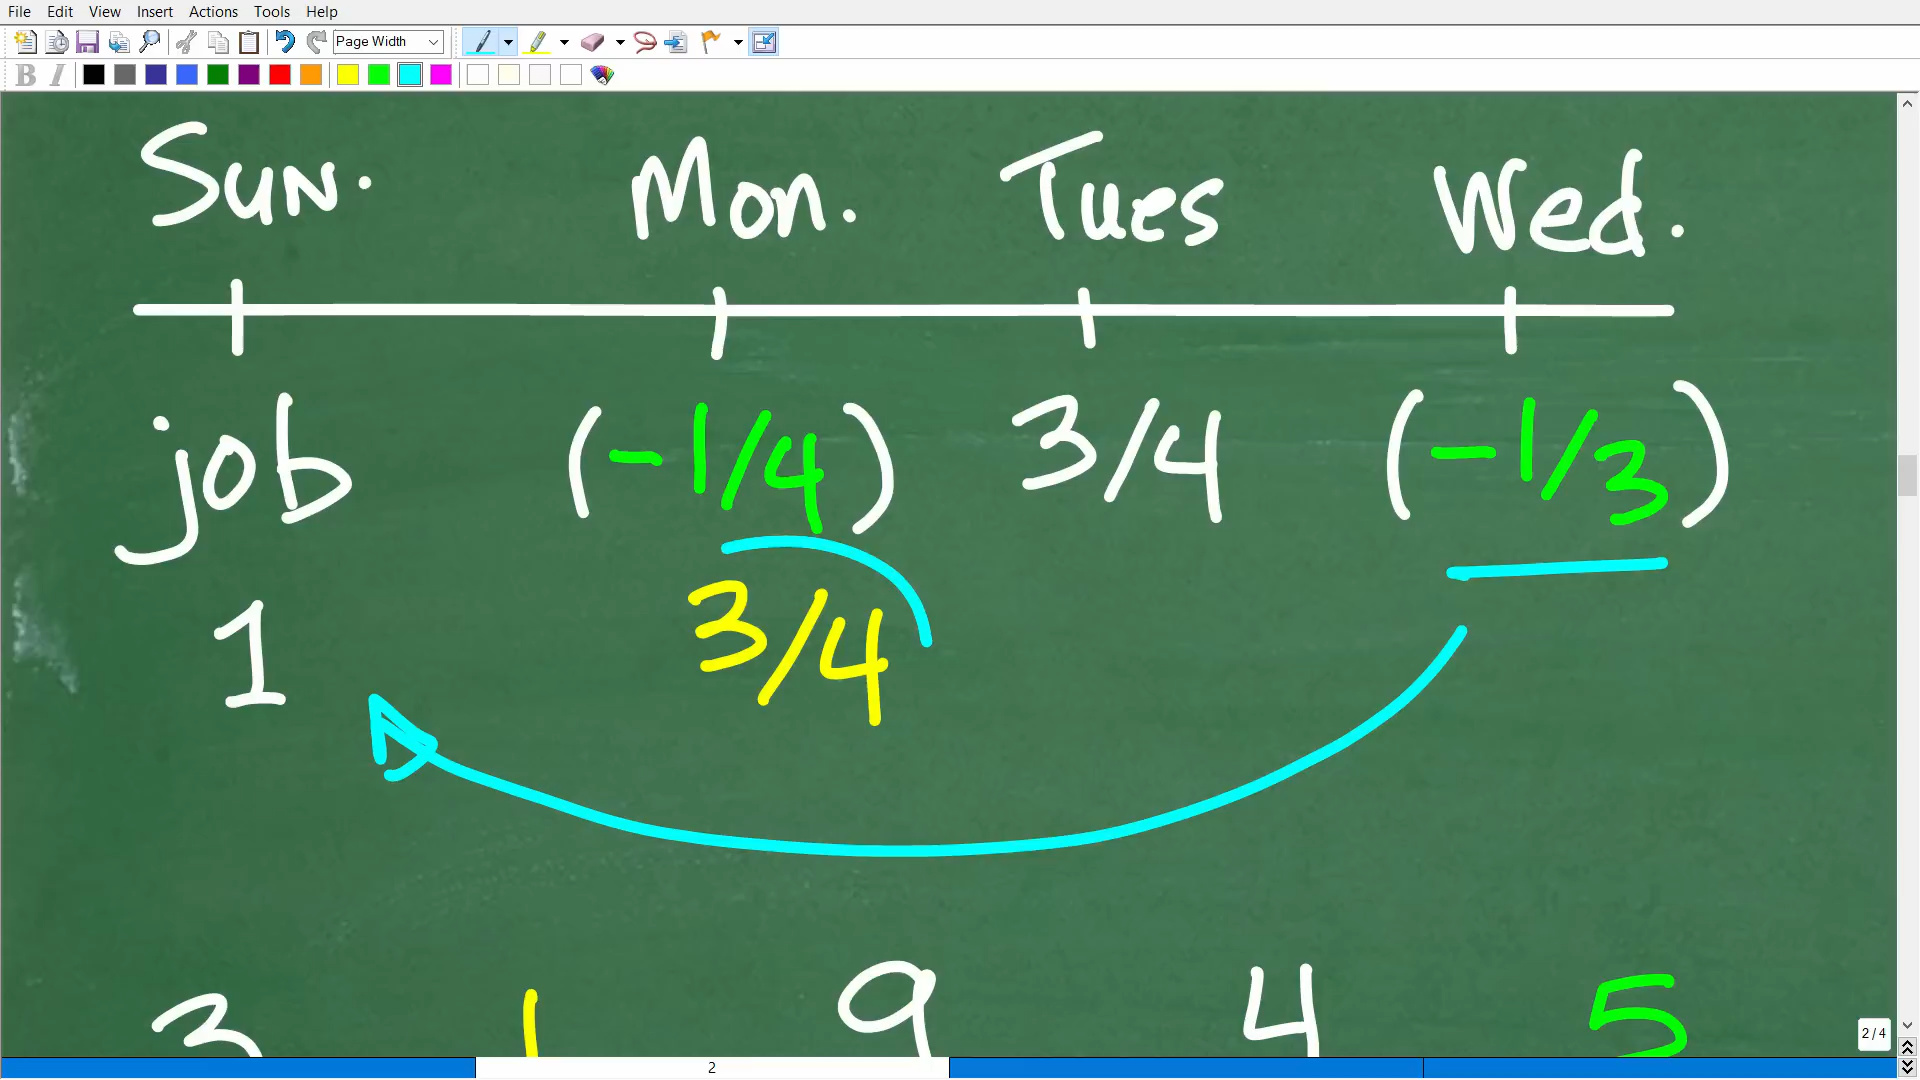 File Edit View Insert Actions Tools Help
Page Width
B I
Sun. Mon. Tues Wed.
job (-1/4) 3/4 (-1/3)
1 3/4
3 1 9 4 5
2/4
2